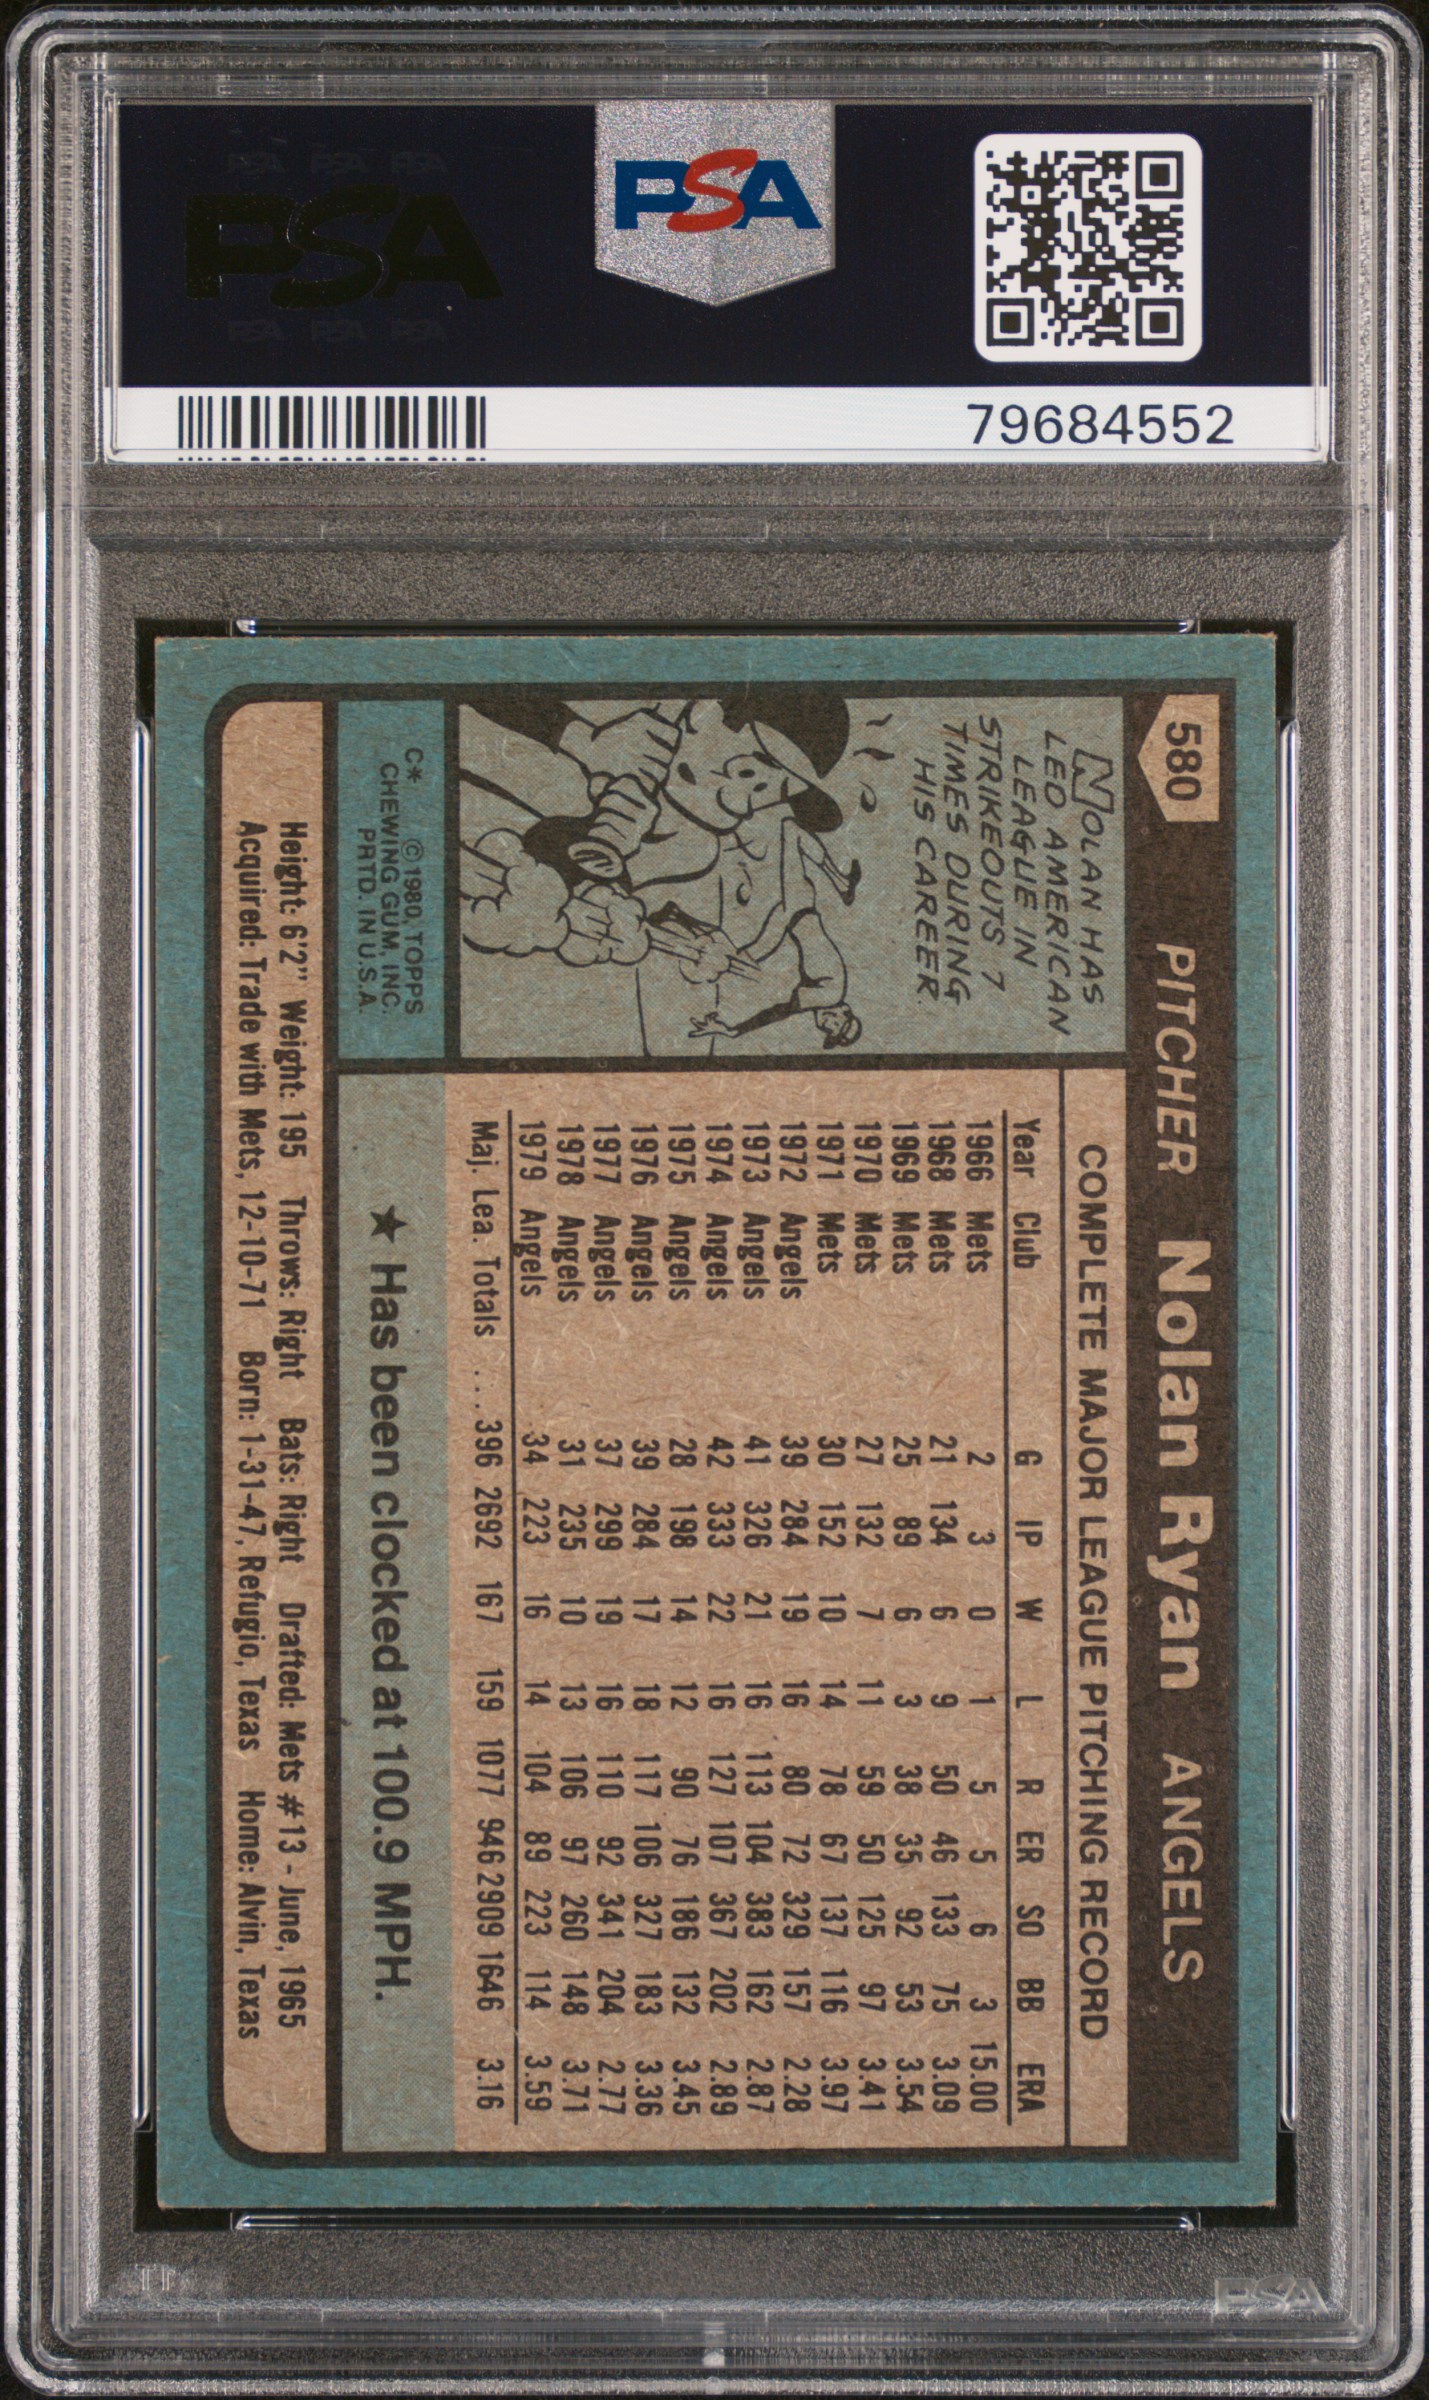 PSA PSA PSA
PSA
PSA PSA PSA
PSA
79684552
580
PITCHER Nolan Ryan ANGELS
NOLAN HAS
LED AMERICAN
LEAGUE IN
STRIKEOUTS 7
TIMES DURING
HIS CAREER.
C* © 1980, TOPPS
CHEWING GUM, INC.
PRTD. IN U.S.A.
COMPLETE MAJOR LEAGUE PITCHING RECORD
Year Club G IP W L R ER SO BB ERA
1966 Mets 2 3 0 1 5 5 6 3 15.00
1968 Mets 21 134 6 9 50 46 133 75 3.09
1969 Mets 25 89 6 3 38 35 92 53 3.54
1970 Mets 27 132 7 11 59 50 125 97 3.41
1971 Mets 30 152 10 14 78 67 137 116 3.97
1972 Angels 39 284 19 16 80 72 329 157 2.28
1973 Angels 41 326 21 16 113 104 383 162 2.87
1974 Angels 42 333 22 16 127 107 367 202 2.89
1975 Angels 28 198 14 12 90 76 186 132 3.45
1976 Angels 39 284 17 18 117 106 327 183 3.36
1977 Angels 37 299 19 16 110 92 341 204 2.77
1978 Angels 31 235 10 13 106 97 260 148 3.71
1979 Angels 34 223 16 14 104 89 223 114 3.59
Maj. Lea. Totals ... 396 2692 167 159 1077 946 2909 1646 3.16
★ Has been clocked at 100.9 MPH.
Height: 6'2" Weight: 195 Throws: Right Bats: Right Drafted: Mets #13 - June, 1965
Acquired: Trade with Mets, 12-10-71 Born: 1-31-47, Refugio, Texas Home: Alvin, Texas
PSA